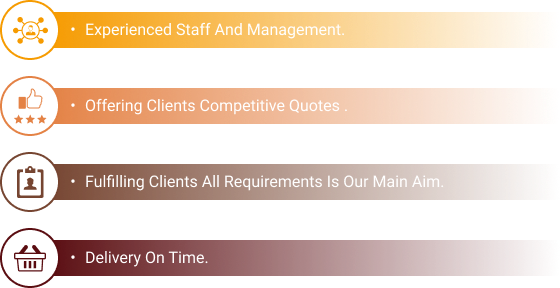 • Experienced Staff And Management.
• Offering Clients Competitive Quotes .
• Fulfilling Clients All Requirements Is Our Main Aim.
• Delivery On Time.